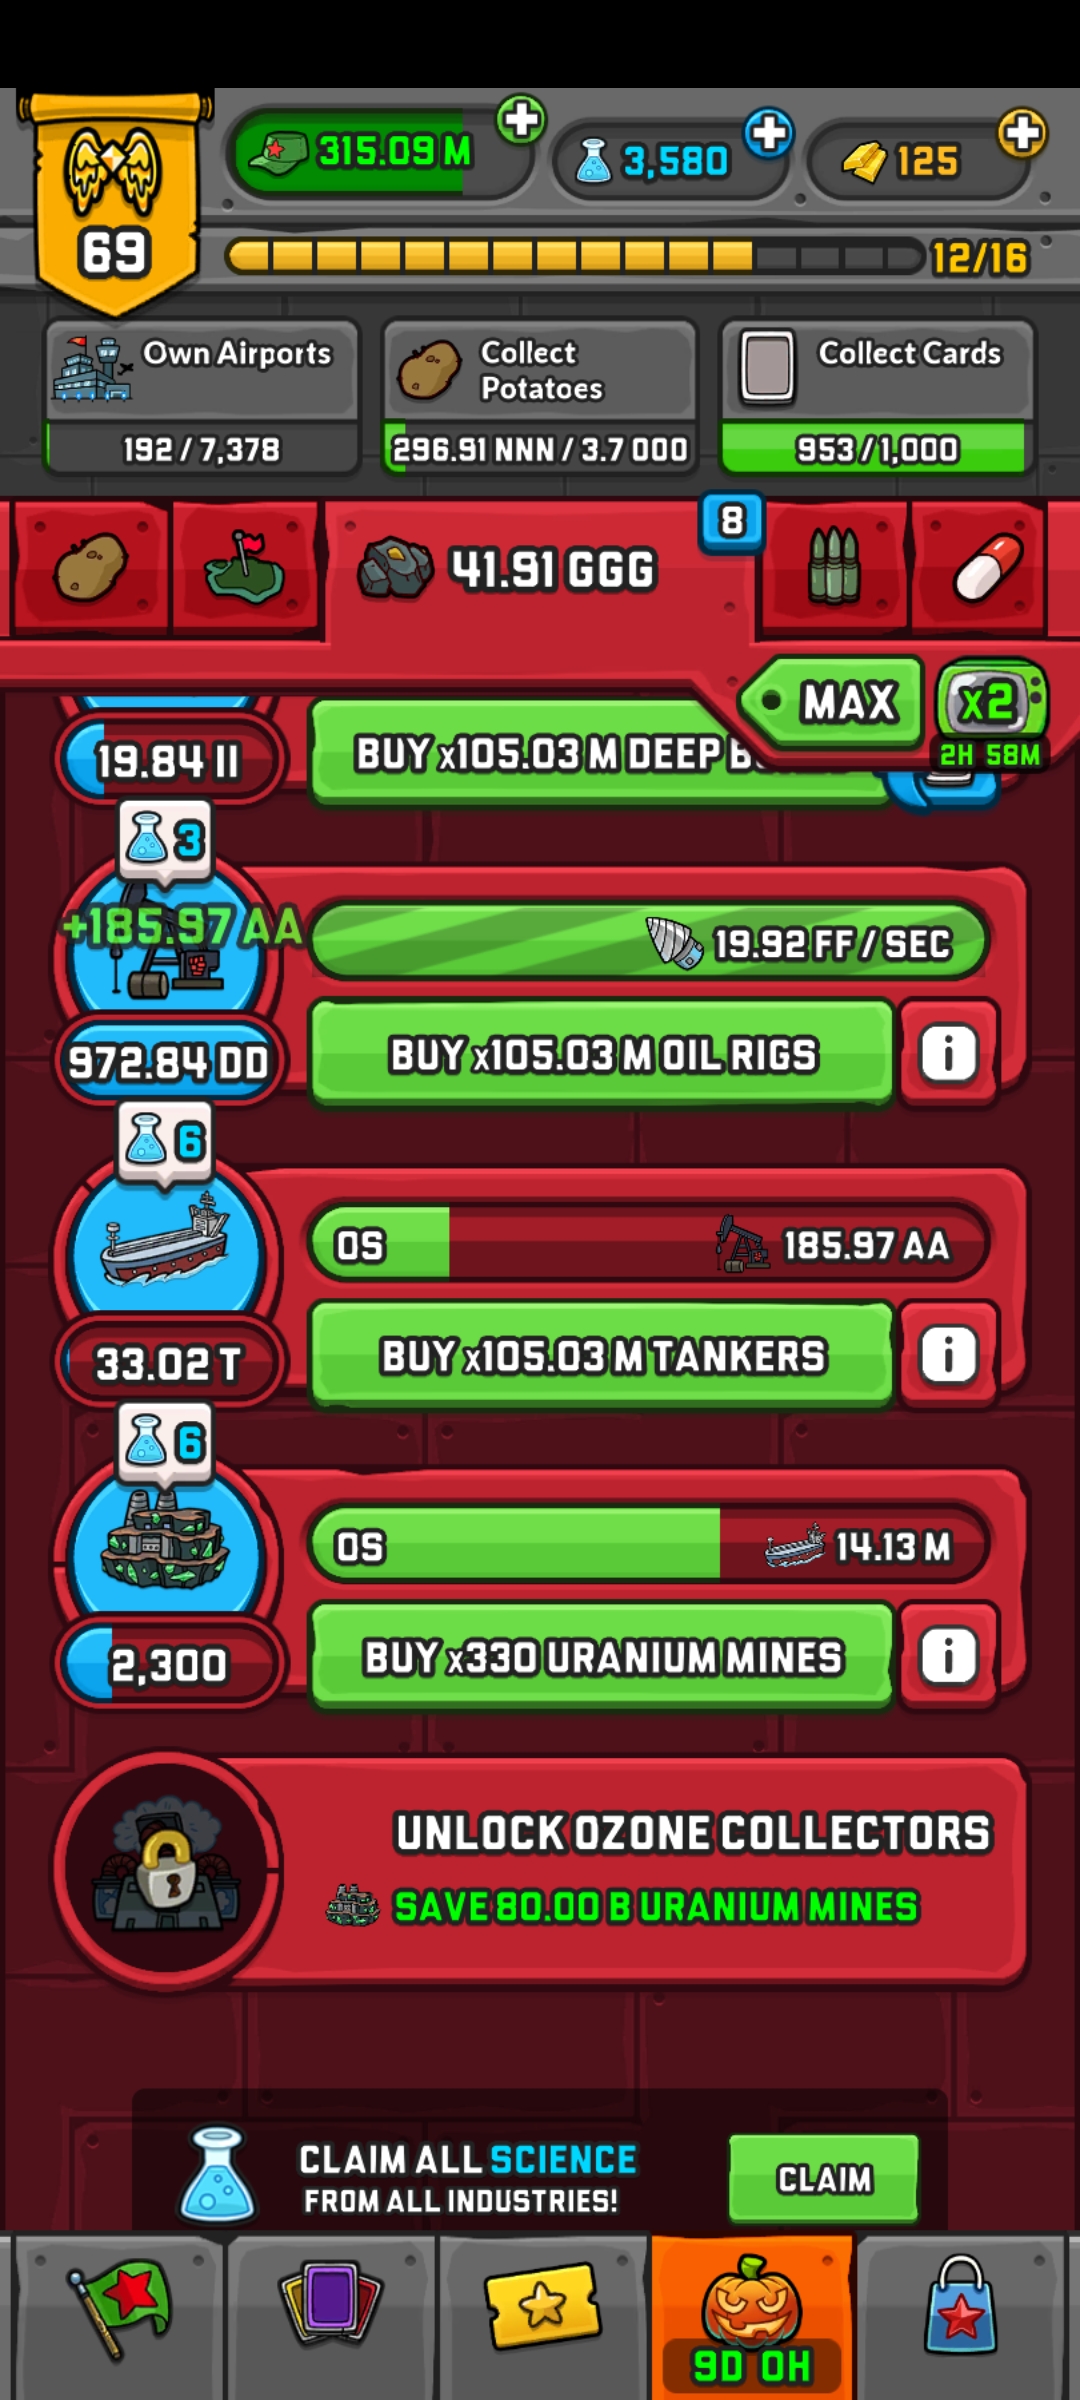 69
315.09 M
3,580
125
12/16
Own Airports
192 / 7,378
Collect
Potatoes
296.91 NNN / 3.7 OOO
Collect Cards
953 / 1,000
41.91 GGG
8
MAX
x2
2H 58M
19.84 II
BUY x105.03 M DEEP
3
+185.97 AA
19.92 FF / SEC
972.84 DD
BUY x105.03 M OIL RIGS
i
6
0S
185.97 AA
33.02 T
BUY x105.03 M TANKERS
i
6
0S
14.13 M
2,300
BUY x330 URANIUM MINES
i
UNLOCK OZONE COLLECTORS
SAVE 80.00 B URANIUM MINES
CLAIM ALL SCIENCE
FROM ALL INDUSTRIES!
CLAIM
9D 0H